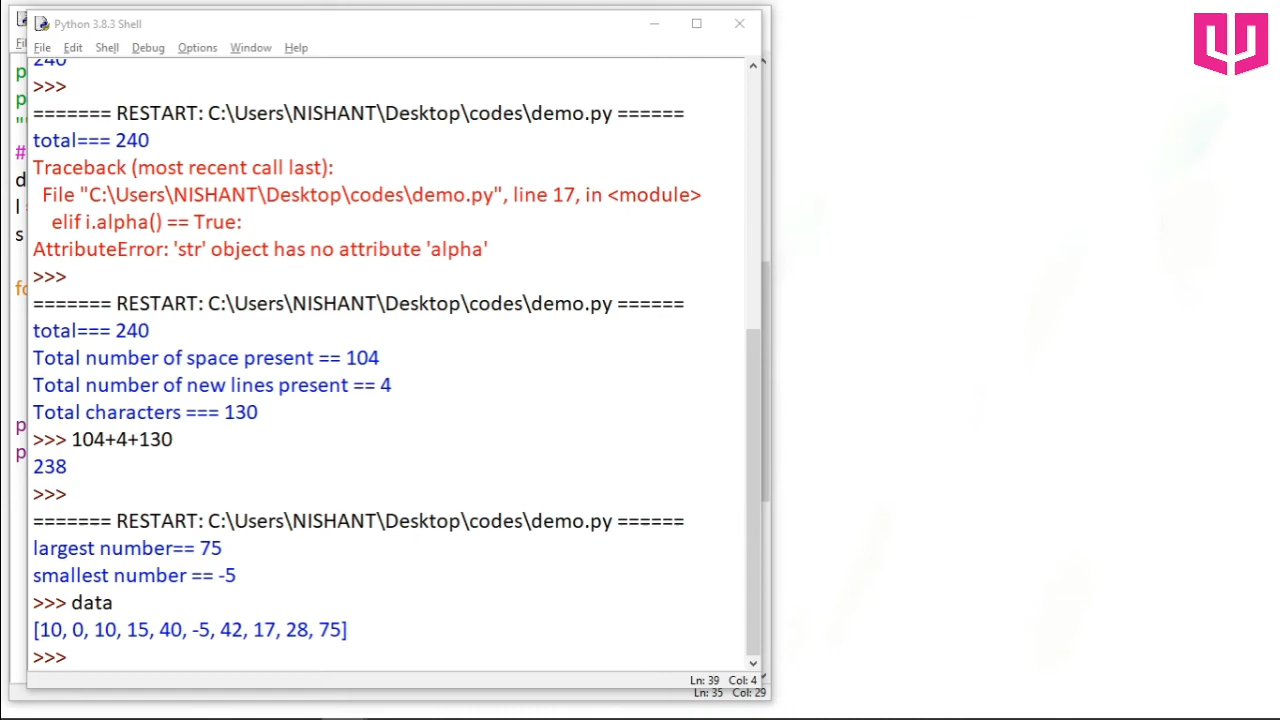 Python 3.8.3 Shell
File Edit Shell Debug Options Window Help
240
>>>
======= RESTART: C:\Users\NISHANT\Desktop\codes\demo.py ======
total=== 240
Traceback (most recent call last):
File "C:\Users\NISHANT\Desktop\codes\demo.py", line 17, in <module>
elif i.alpha() == True:
AttributeError: 'str' object has no attribute 'alpha'
>>>
======= RESTART: C:\Users\NISHANT\Desktop\codes\demo.py ======
total=== 240
Total number of space present == 104
Total number of new lines present == 4
Total characters === 130
>>> 104+4+130
238
>>>
======= RESTART: C:\Users\NISHANT\Desktop\codes\demo.py ======
largest number== 75
smallest number == -5
>>> data
[10, 0, 10, 15, 40, -5, 42, 17, 28, 75]
>>>
Ln: 39 Col: 4
Ln: 35 Col: 29